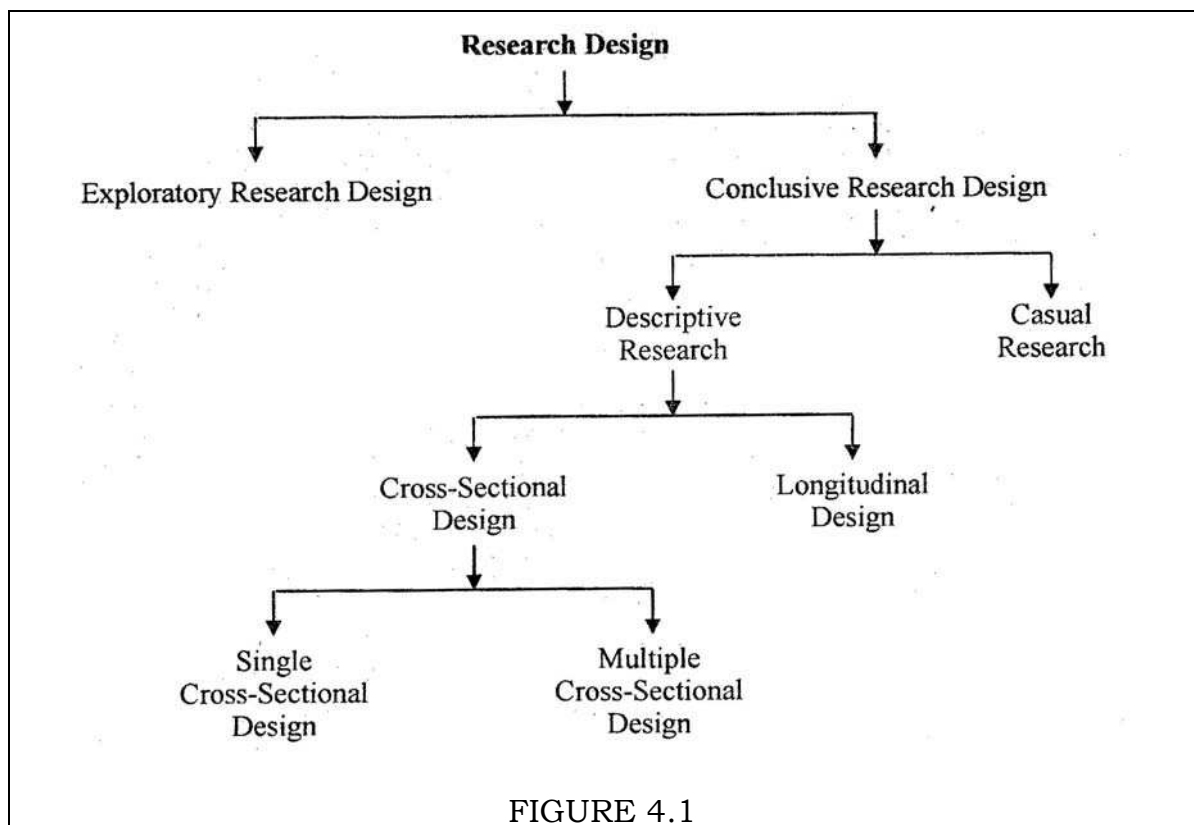 Research Design
Exploratory Research Design
Conclusive Research Design
Descriptive
Research
Casual
Research
Cross-Sectional
Design
Longitudinal
Design
Single
Cross-Sectional
Design
Multiple
Cross-Sectional
Design
FIGURE 4.1